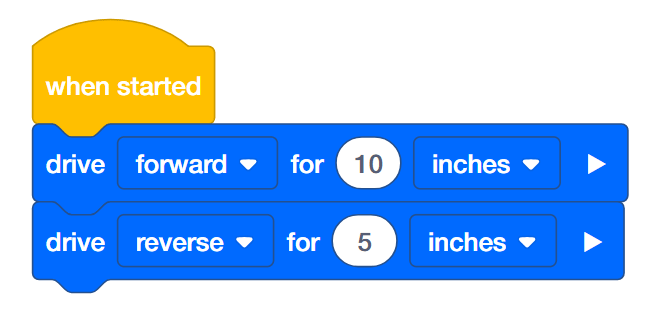 when started
drive forward for 10 inches
drive reverse for 5 inches